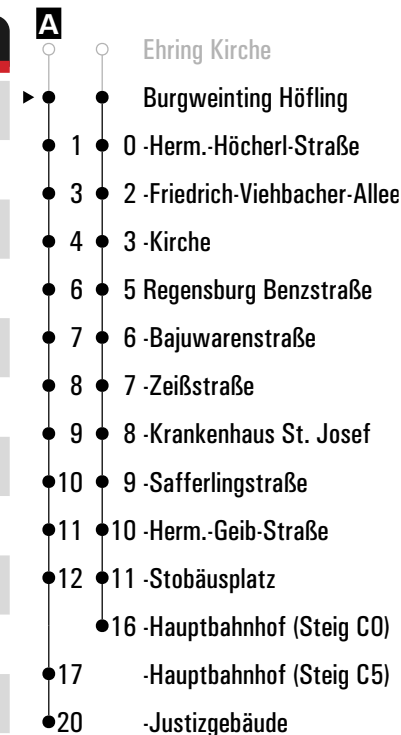 A
Ehring Kirche
Burgweinting Höfling
1 0 -Herm.-Höcherl-Straße
3 2 -Friedrich-Viehbacher-Allee
4 3 -Kirche
6 5 Regensburg Benzstraße
7 6 -Bajuwarenstraße
8 7 -Zeißstraße
9 8 -Krankenhaus St. Josef
10 9 -Safferlingstraße
11 10 -Herm.-Geib-Straße
12 11 -Stobäusplatz
16 -Hauptbahnhof (Steig C0)
17 -Hauptbahnhof (Steig C5)
20 -Justizgebäude